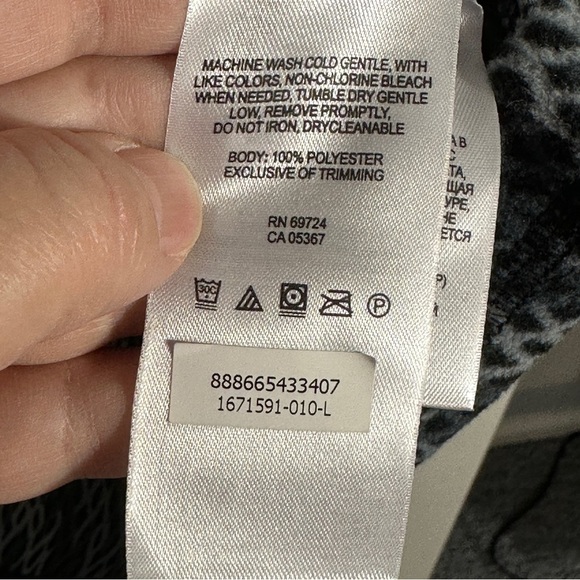 MACHINE WASH COLD GENTLE, WITH
LIKE COLORS, NON-CHLORINE BLEACH
WHEN NEEDED, TUMBLE DRY GENTLE
LOW, REMOVE PROMPTLY,
DO NOT IRON, DRYCLEANABLE
BODY: 100% POLYESTER
EXCLUSIVE OF TRIMMING
RN 69724
CA 05367
30C
P
888665433407
1671591-010-L